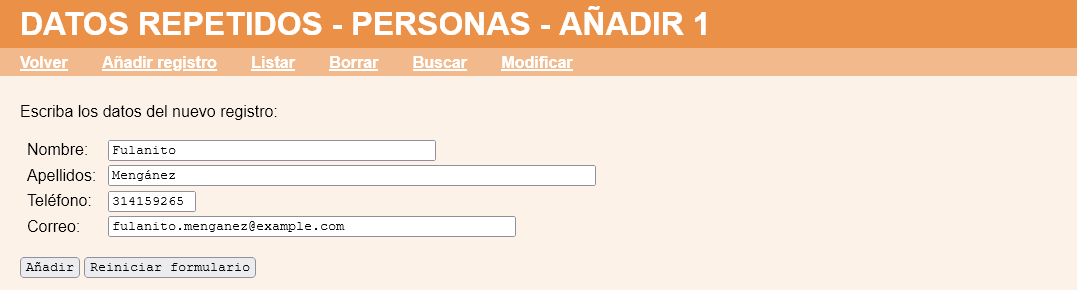 DATOS REPETIDOS - PERSONAS - AÑADIR 1
Volver Añadir registro Listar Borrar Buscar Modificar
Escriba los datos del nuevo registro:
Nombre: Fulanito
Apellidos: Mengánez
Teléfono: 314159265
Correo: fulanito.menganez@example.com
Añadir Reiniciar formulario